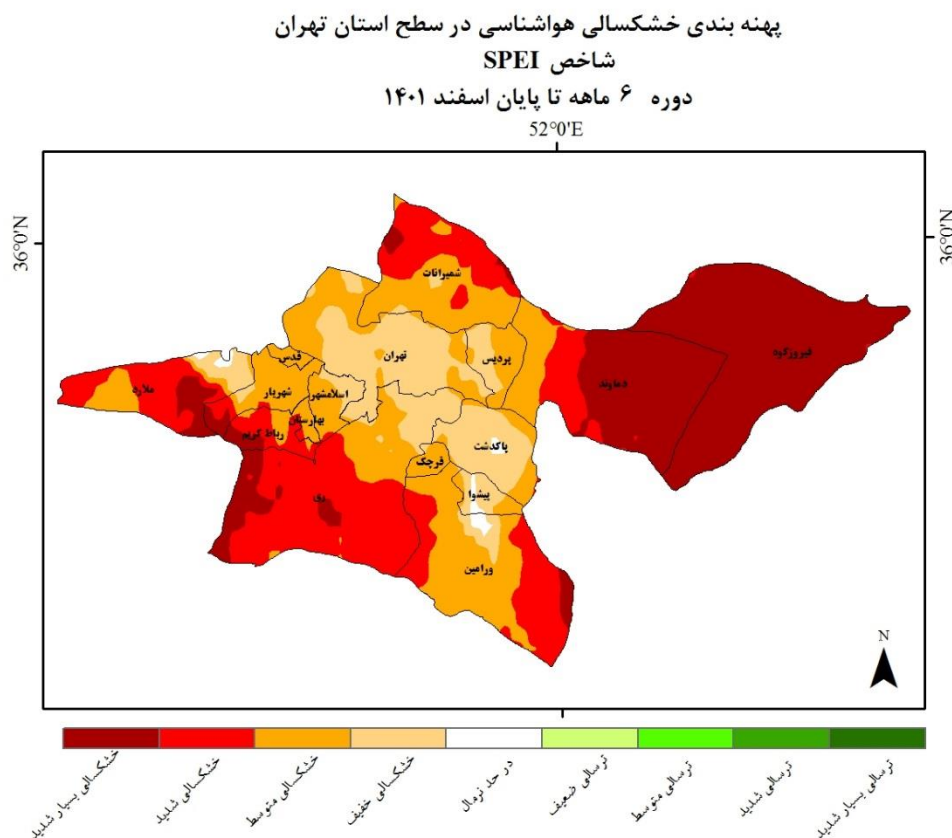 پهنه بندی خشکسالی هواشناسی در سطح استان تهران
شاخص SPEI
دوره ۶ ماهه تا پایان اسفند ۱۴۰۱
52°0'E
36°0'N
36°0'N
شمیرانات
فیروزکوه
دماوند
پردیس
تهران
قدس
شهریار
اسلامشهر
ملارد
بهارستان
رباط کریم
پاکدشت
قرچک
پیشوا
ری
ورامین
N
خشکسالی بسیار شدید
خشکسالی شدید
خشکسالی متوسط
خشکسالی خفیف
در حد نرمال
ترسالی ضعیف
ترسالی متوسط
ترسالی شدید
ترسالی بسیار شدید